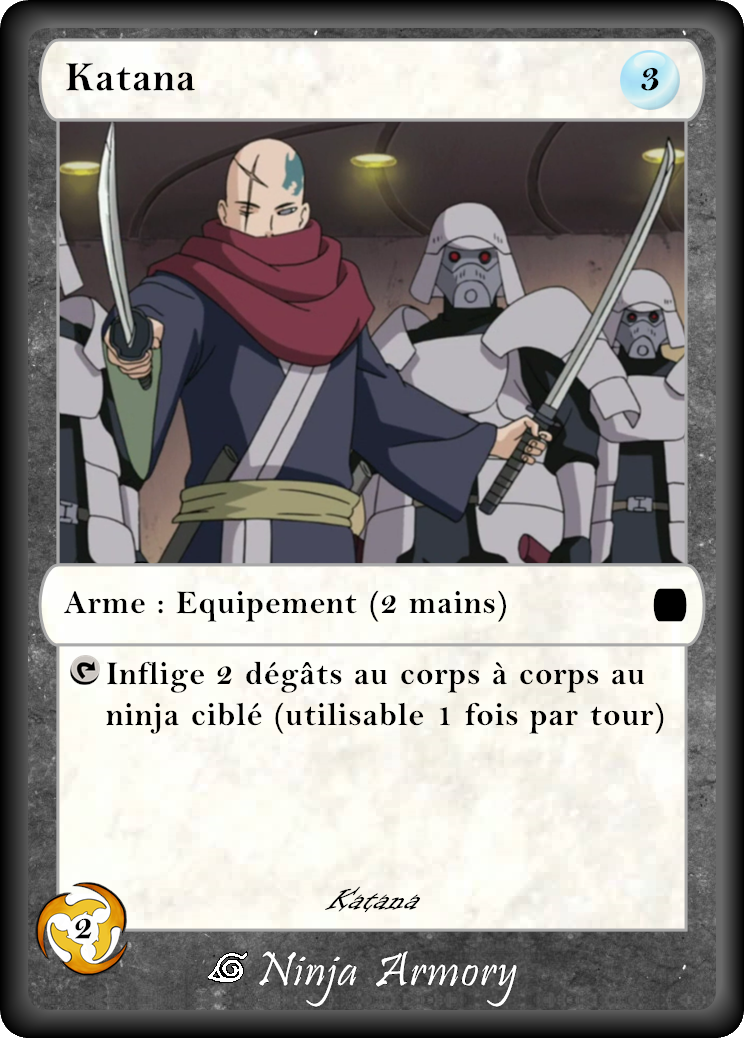 Katana
3
Arme : Equipement (2 mains)
Inflige 2 dégâts au corps à corps au
ninja ciblé (utilisable 1 fois par tour)
Katana
2
Ninja Armory